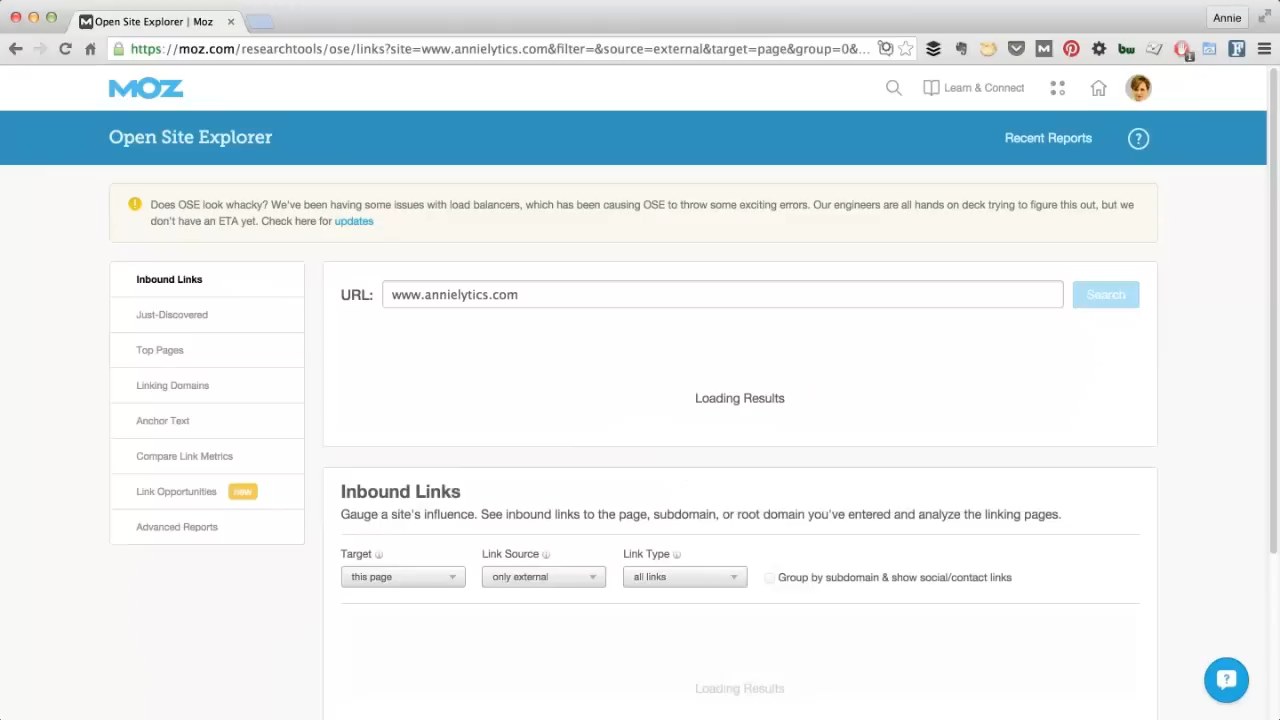 Open Site Explorer | Moz
Annie
https://moz.com/researchtools/ose/links?site=www.annielytics.com&filter=&source=external&target=page&group=0&...
bw
1
MOZ
Learn & Connect
Open Site Explorer
Recent Reports
?
Does OSE look whacky? We've been having some issues with load balancers, which has been causing OSE to throw some exciting errors. Our engineers are all hands on deck trying to figure this out, but we
don't have an ETA yet. Check here for updates
Inbound Links
Just-Discovered
Top Pages
Linking Domains
Anchor Text
Compare Link Metrics
Link Opportunities new
Advanced Reports
URL: www.annielytics.com
Search
Loading Results
Inbound Links
Gauge a site's influence. See inbound links to the page, subdomain, or root domain you've entered and analyze the linking pages.
Target Link Source Link Type
this page only external all links Group by subdomain & show social/contact links
Loading Results